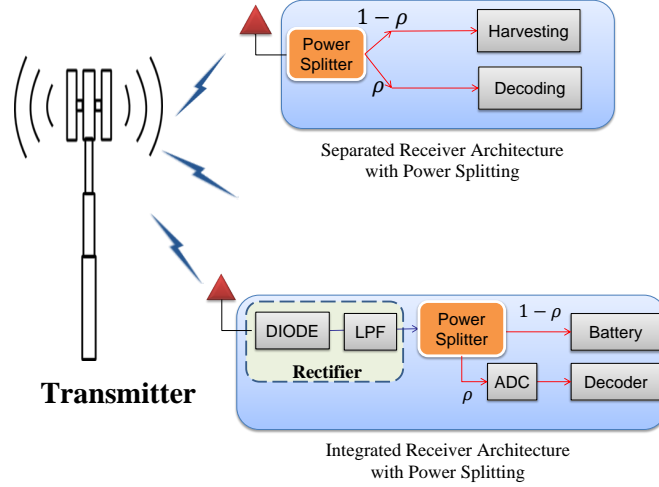 1 − ρ
Power
Splitter
Harvesting
ρ
Decoding
Separated Receiver Architecture
with Power Splitting
DIODE
LPF
Rectifier
Power
Splitter
1 − ρ
Battery
ρ
ADC
Decoder
Transmitter
Integrated Receiver Architecture
with Power Splitting